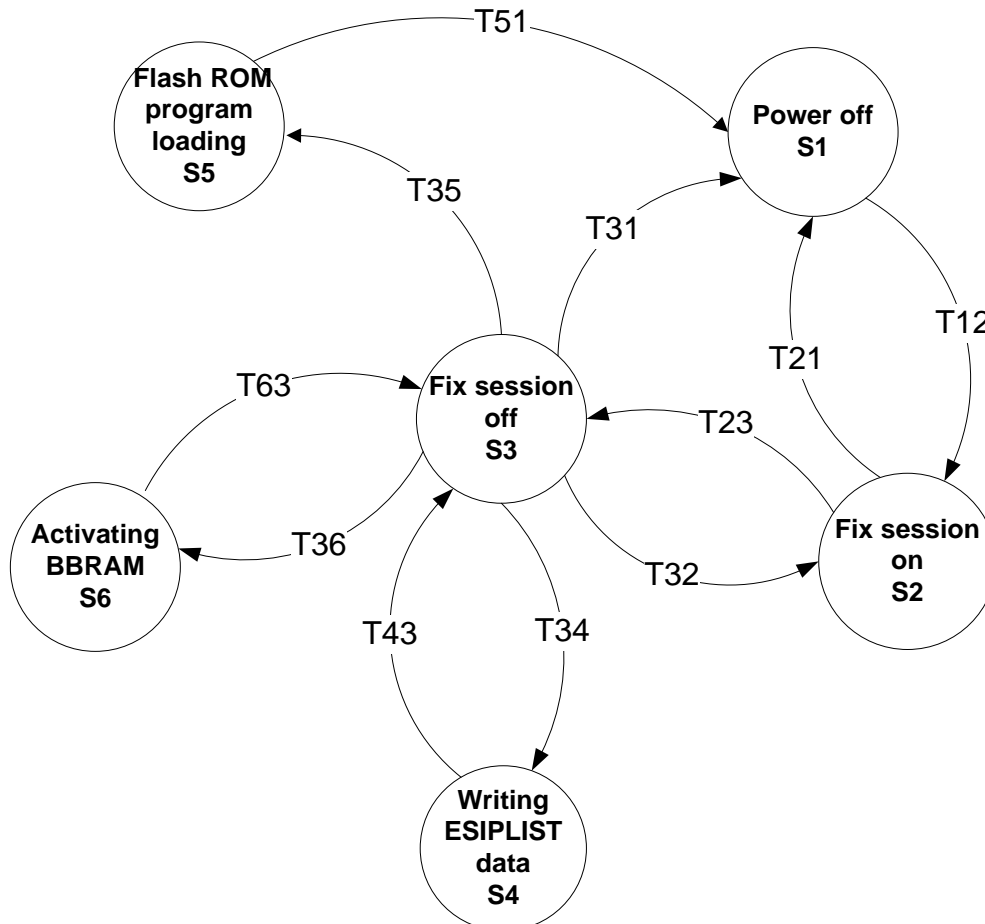 T51
Flash ROM
program
loading
S5
Power off
S1
T35
T31
T12
T21
T63
Fix session
off
S3
T23
Activating
BBRAM
S6
T36
T32
Fix session
on
S2
T43
T34
Writing
ESIPLIST
data
S4